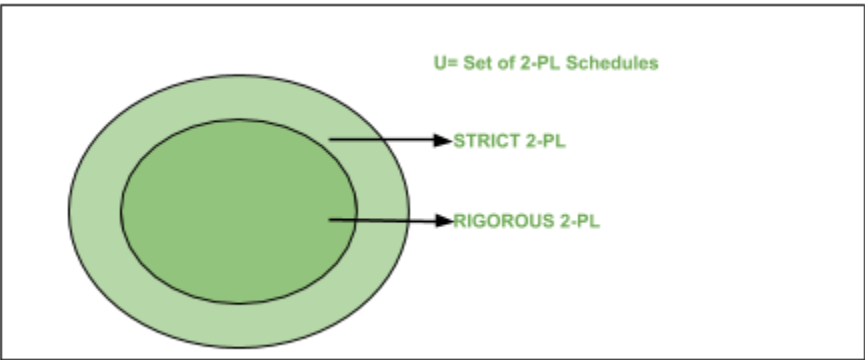 U= Set of 2-PL Schedules
STRICT 2-PL
RIGOROUS 2-PL